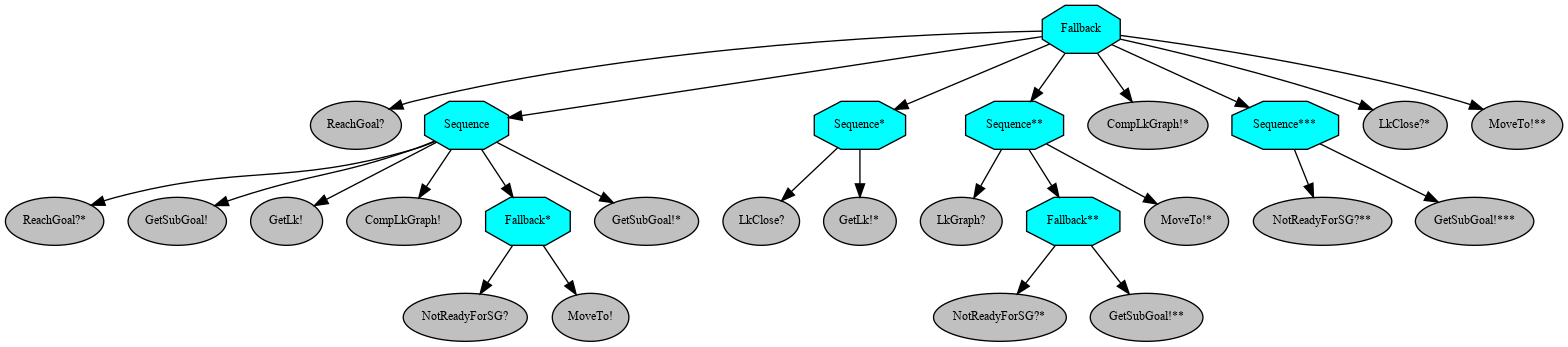 Fallback
ReachGoal?
Sequence
Sequence*
Sequence**
CompLkGraph!*
Sequence***
LkClose?*
MoveTo!**
ReachGoal?*
GetSubGoal!
GetLk!
CompLkGraph!
Fallback*
GetSubGoal!*
LkClose?
GetLk!*
LkGraph?
Fallback**
MoveTo!*
NotReadyForSG?**
GetSubGoal!***
NotReadyForSG?
MoveTo!
NotReadyForSG?*
GetSubGoal!**